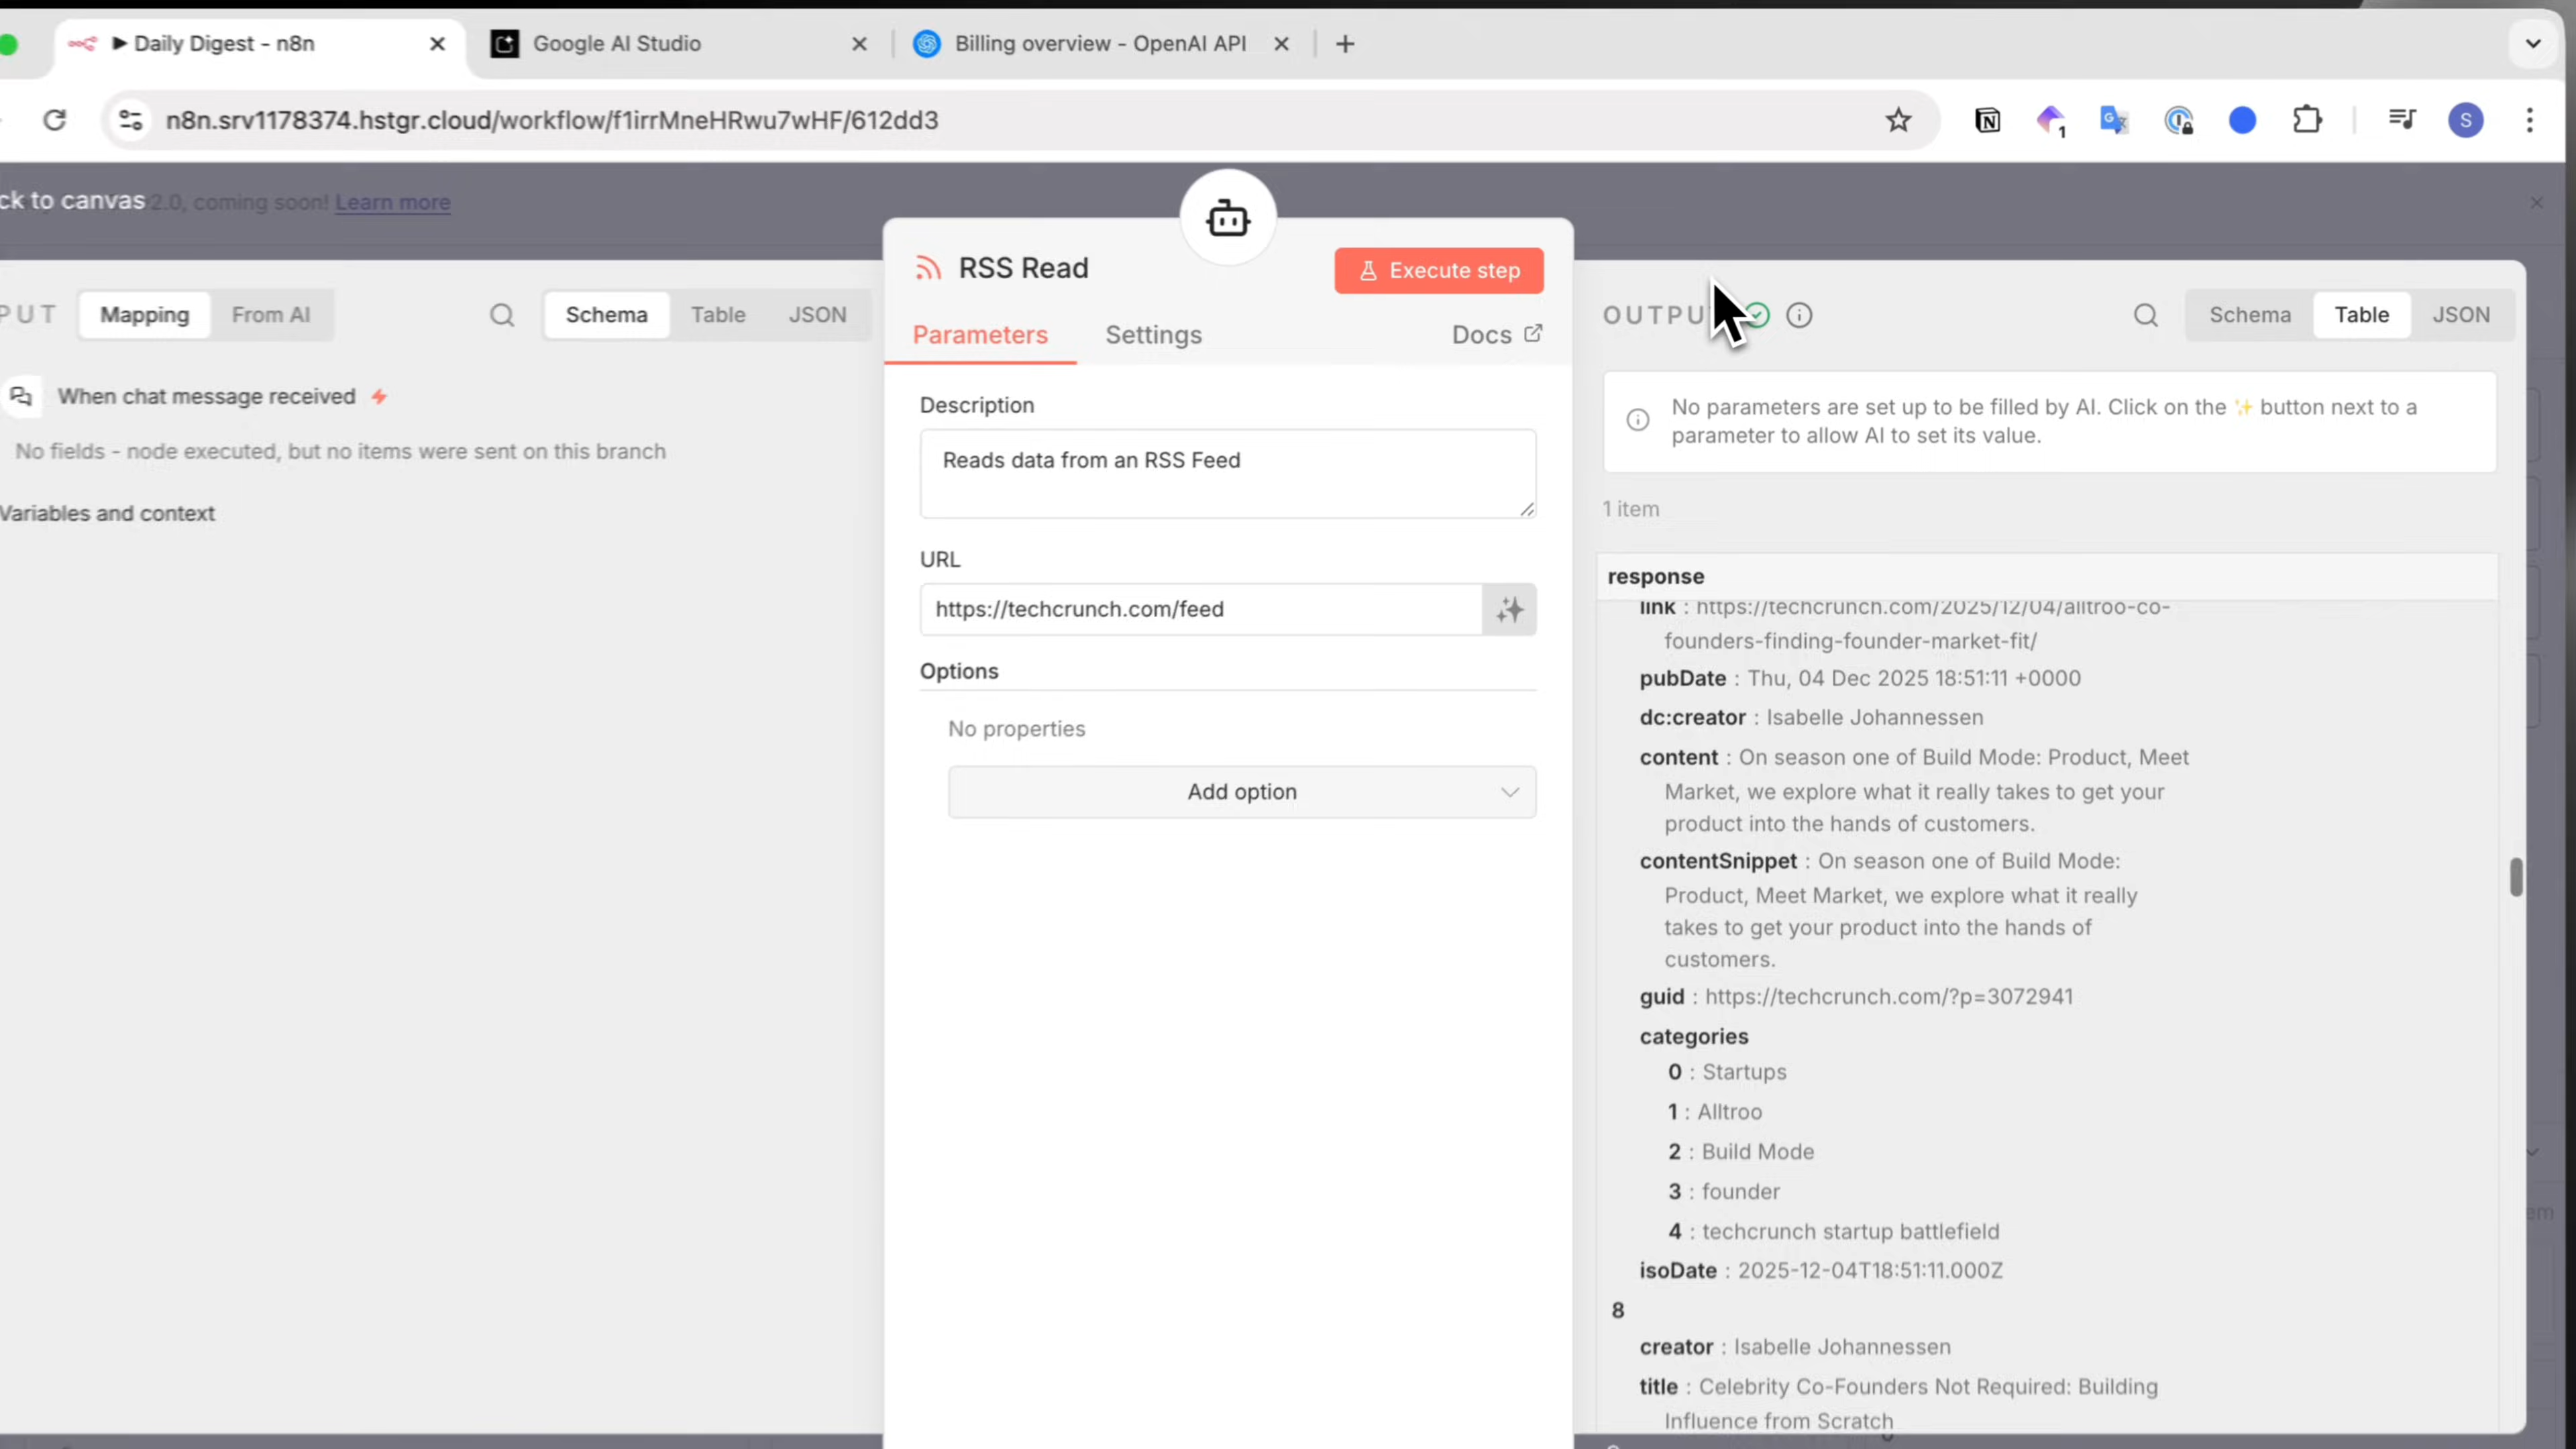 Daily Digest - n8n
Google AI Studio
Billing overview - OpenAI API
n8n.srv1178374.hstgr.cloud/workflow/f1irrMneHRwu7wHF/612dd3
1
S
ck to canvas
2.0, coming soon! Learn more
RSS Read
Execute step
PUT
Mapping
From AI
Schema
Table
JSON
Parameters
Settings
Docs
OUTPU
Schema
Table
JSON
When chat message received
No fields - node executed, but no items were sent on this branch
Variables and context
Description
Reads data from an RSS Feed
URL
https://techcrunch.com/feed
Options
No properties
Add option
No parameters are set up to be filled by AI. Click on the ✨ button next to a
parameter to allow AI to set its value.
1 item
response
link : https://techcrunch.com/2025/12/04/alltroo-co-
founders-finding-founder-market-fit/
pubDate : Thu, 04 Dec 2025 18:51:11 +0000
dc:creator : Isabelle Johannessen
content : On season one of Build Mode: Product, Meet
Market, we explore what it really takes to get your
product into the hands of customers.
contentSnippet : On season one of Build Mode:
Product, Meet Market, we explore what it really
takes to get your product into the hands of
customers.
guid : https://techcrunch.com/?p=3072941
categories
0 : Startups
1 : Alltroo
2 : Build Mode
3 : founder
4 : techcrunch startup battlefield
isoDate : 2025-12-04T18:51:11.000Z
8
creator : Isabelle Johannessen
title : Celebrity Co-Founders Not Required: Building
Influence from Scratch